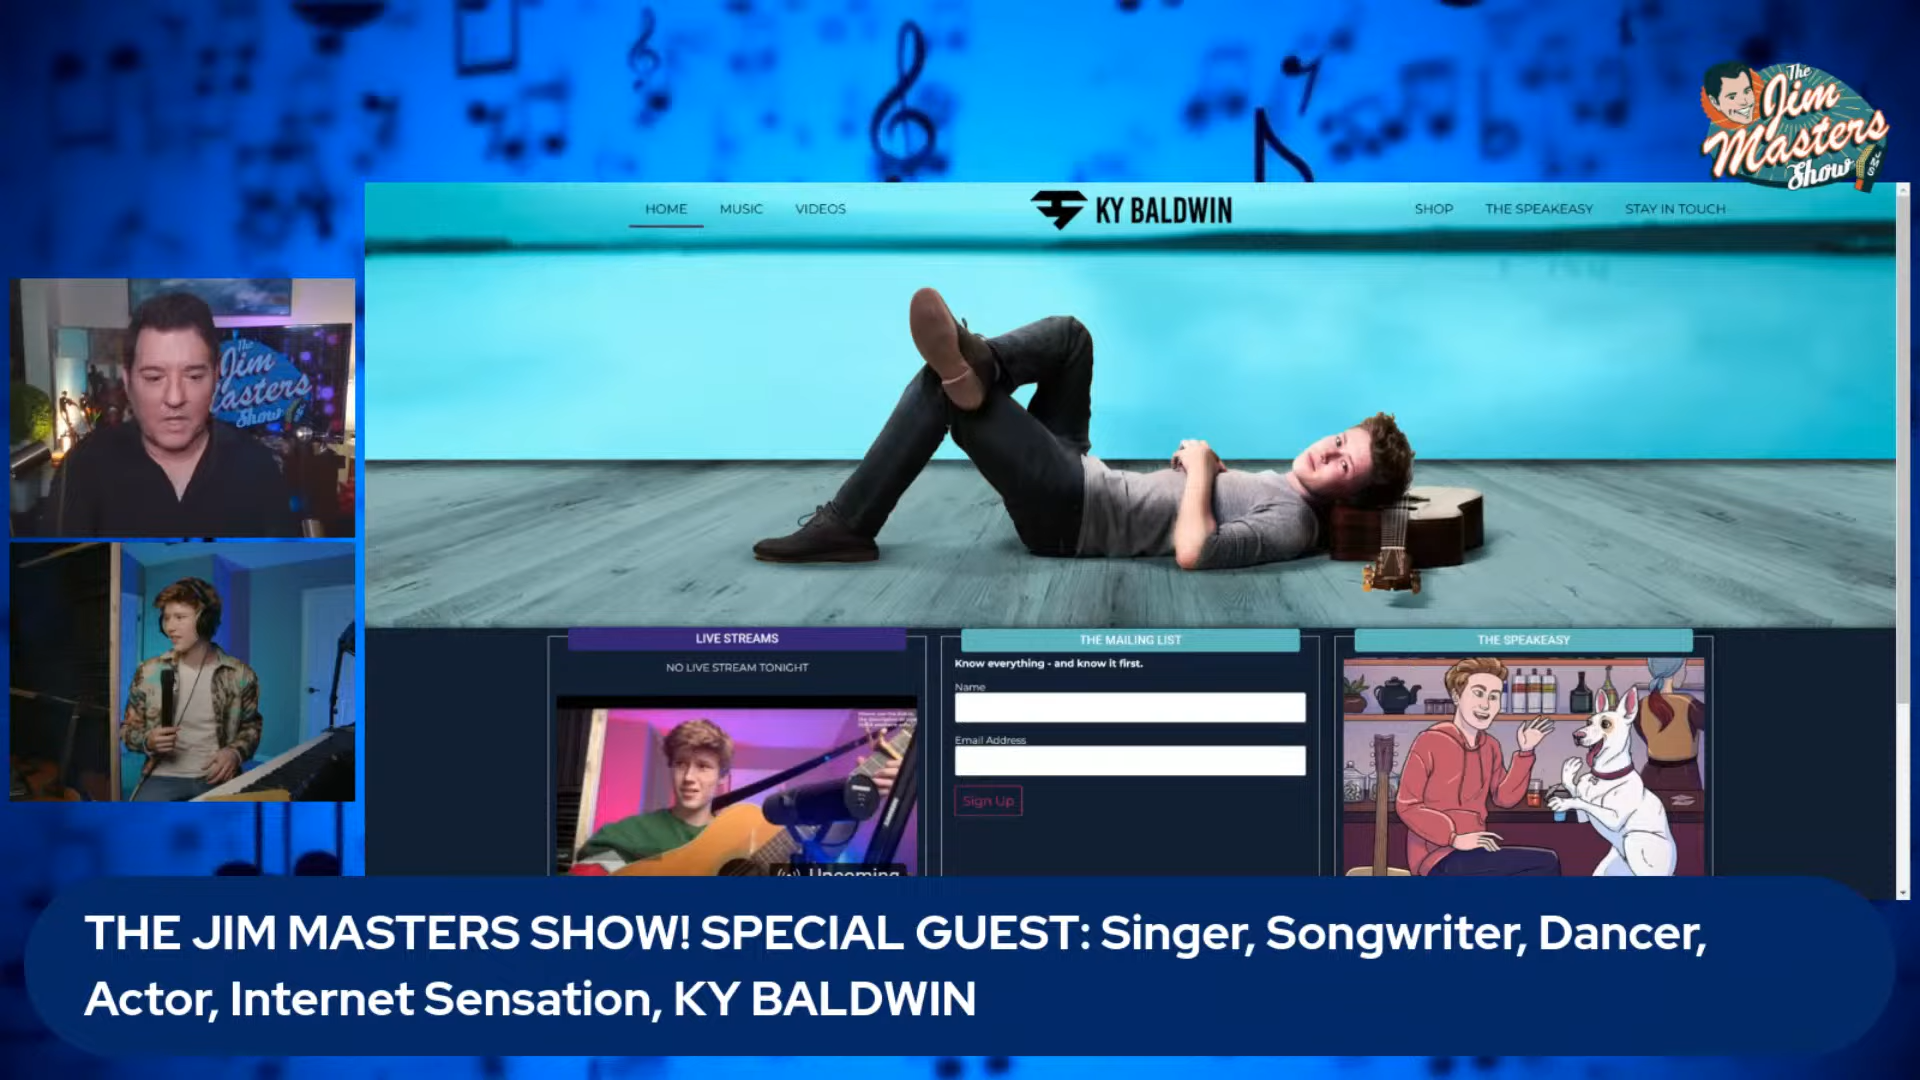 The
Jim
Masters
Show
JMS
HOME MUSIC VIDEOS KY BALDWIN SHOP THE SPEAKEASY STAY IN TOUCH
The
Jim
Masters
Show
LIVE STREAMS
NO LIVE STREAM TONIGHT
Upcoming
THE MAILING LIST
Know everything - and know it first.
Name
Email Address
Sign Up
THE SPEAKEASY
THE JIM MASTERS SHOW! SPECIAL GUEST: Singer, Songwriter, Dancer,
Actor, Internet Sensation, KY BALDWIN